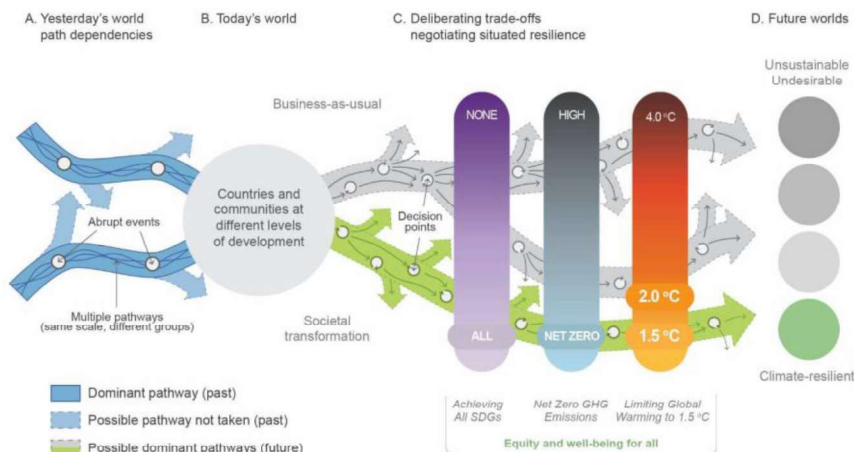 A. Yesterday's world
path dependencies
B. Today's world
C. Deliberating trade-offs
negotiating situated resilience
D. Future worlds
Unsustainable
Undesirable
Business-as-usual
NONE
HIGH
4.0 °C
Countries and
communities at
different levels
of development
Abrupt events
Decision
points
Multiple pathways
(same scale, different groups)
Societal
transformation
2.0 °C
ALL
NET ZERO
1.5 °C
Climate-resilient
Dominant pathway (past)
Possible pathway not taken (past)
Possible dominant pathways (future)
Achieving
All SDGs
Net Zero GHG
Emissions
Limiting Global
Warming to 1.5 °C
Equity and well-being for all